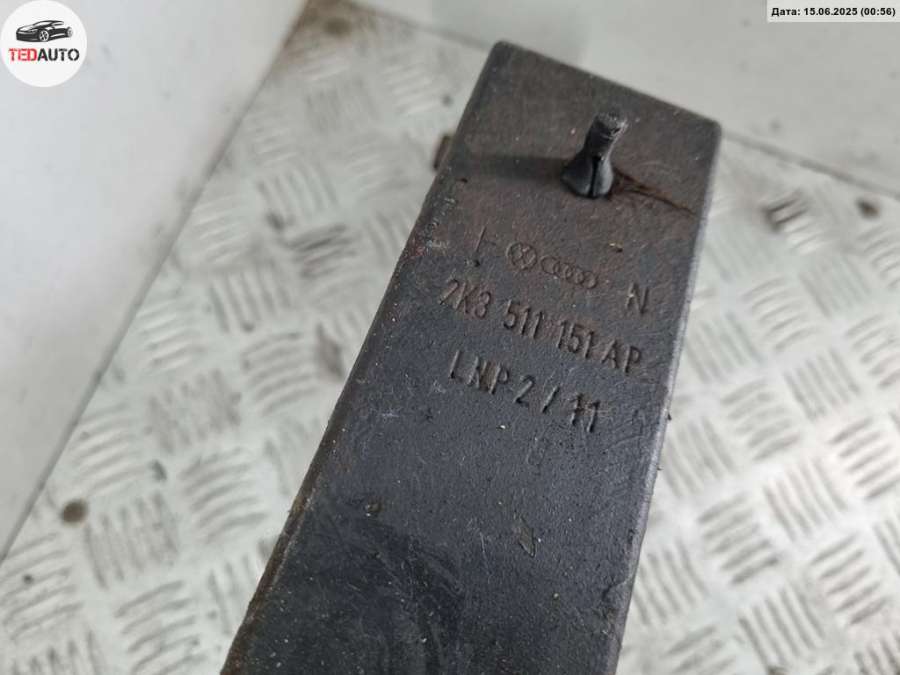 TEDAUTO
Дата: 15.06.2025 (00:56)
N
2K3 511 151 AP
LNP 2 / 11